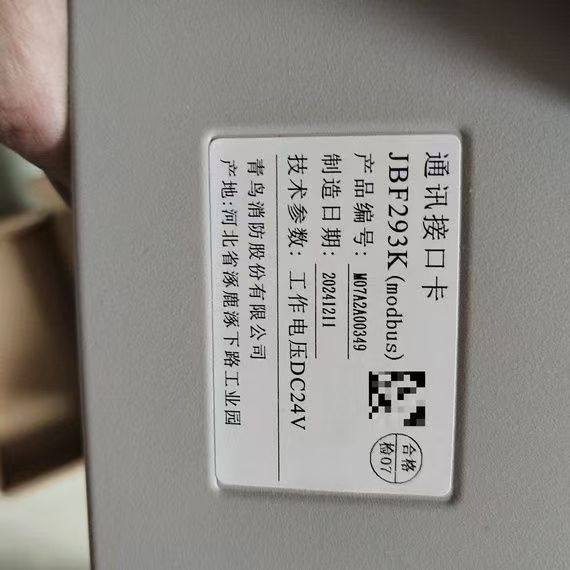 通讯接口卡
JBF293K(modbus)
产品编号: M07A2A00349
制造日期: 20241211
技术参数: 工作电压DC24V
青鸟消防股份有限公司
产地:河北省涿鹿涿下路工业园
合格
检07